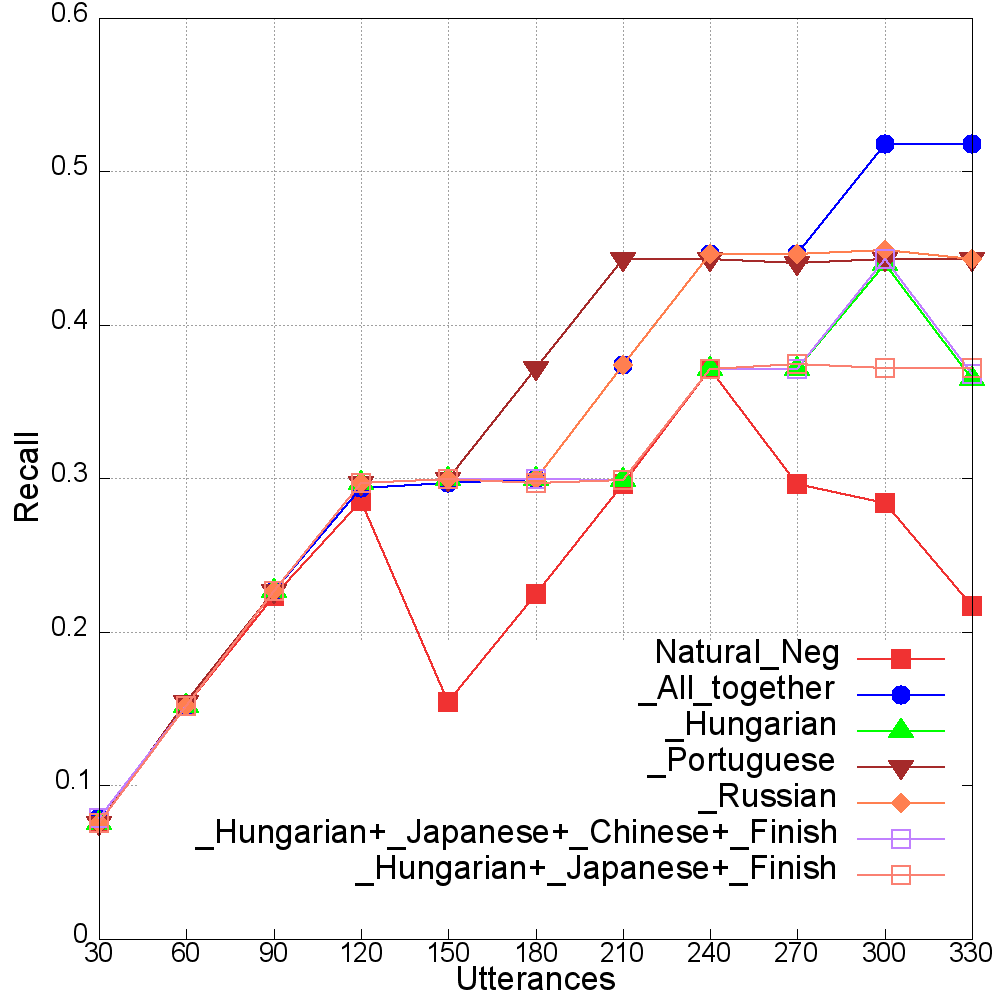 0.6
0.5
0.4
0.3
0.2
0.1
0
Recall
Natural_Neg
_All_together
_Hungarian
_Portuguese
_Russian
_Hungarian+_Japanese+_Chinese+_Finish
_Hungarian+_Japanese+_Finish
30 60 90 120 150 180 210 240 270 300 330
Utterances